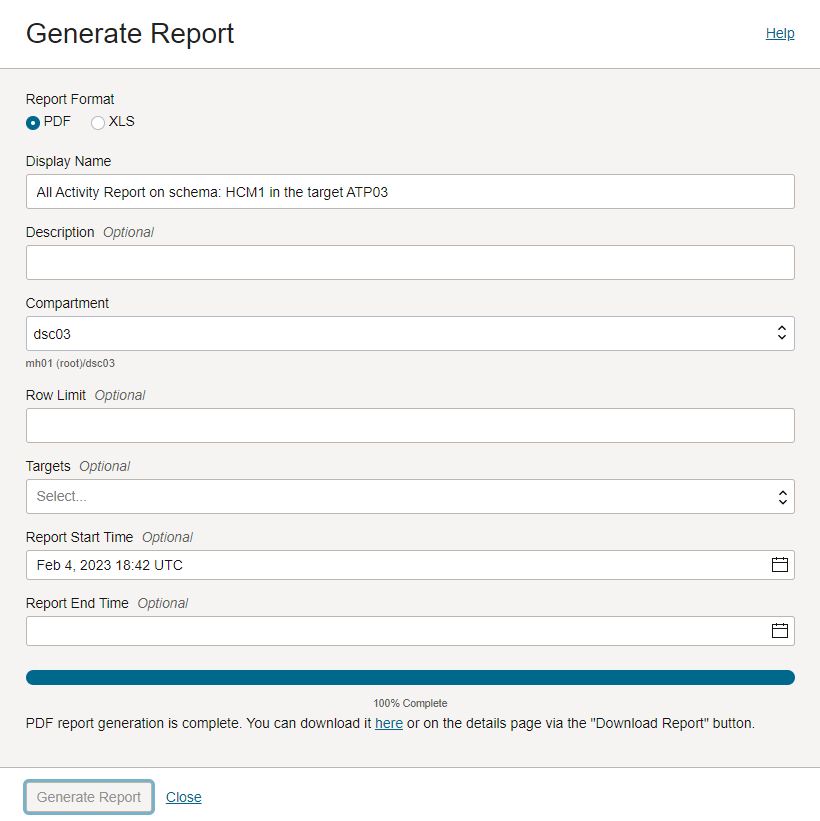 Generate Report
Help
Report Format
PDF XLS
Display Name
All Activity Report on schema: HCM1 in the target ATP03
Description Optional
Compartment
dsc03
mh01 (root)/dsc03
Row Limit Optional
Targets Optional
Select...
Report Start Time Optional
Feb 4, 2023 18:42 UTC
Report End Time Optional
100% Complete
PDF report generation is complete. You can download it here or on the details page via the "Download Report" button.
Generate Report Close